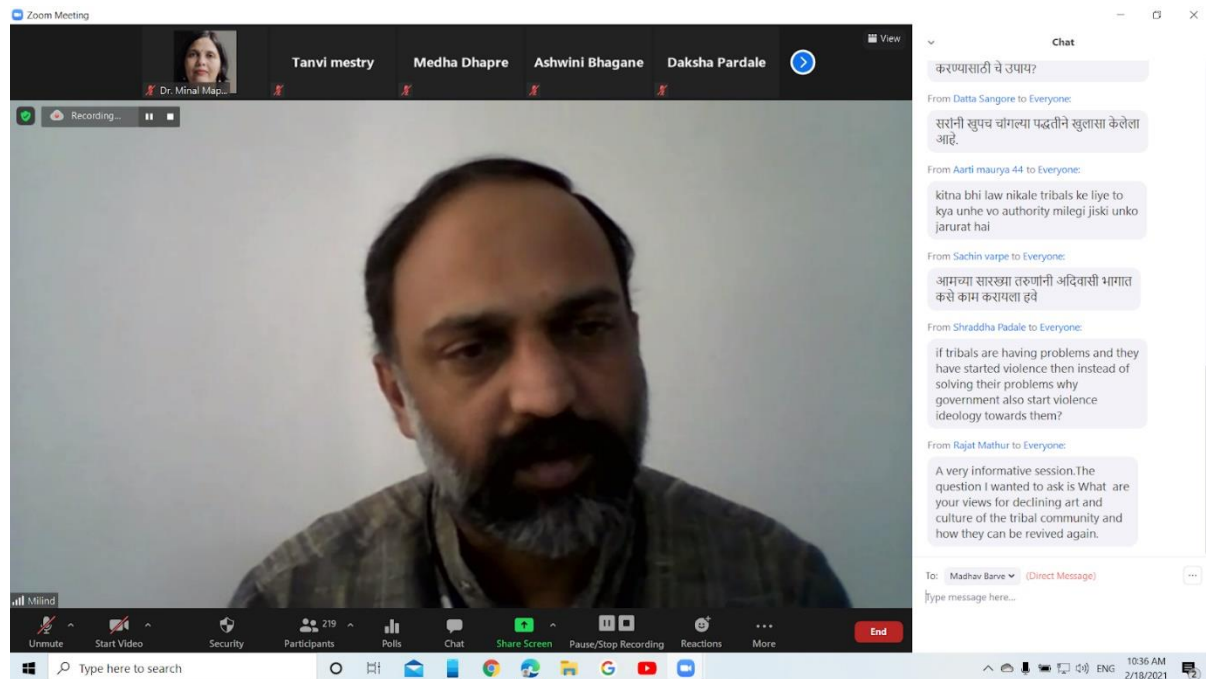 Zoom Meeting
Dr. Minal Map...
Tanvi mestry
Medha Dhapre
Ashwini Bhagane
Daksha Pardale
View
Recording...
Milind
Unmute
Start Video
Security
219
Participants
Polls
Chat
Share Screen
Pause/Stop Recording
Reactions
More
End
Chat
करण्यासाठी चे उपाय?
From Datta Sangore to Everyone:
सरांनी खुपच चांगल्या पद्धतीने खुलासा केलेला
आहे.
From Aarti maurya 44 to Everyone:
kitna bhi law nikale tribals ke liye to
kya unhe vo authority milegi jiski unko
jarurat hai
From Sachin varpe to Everyone:
आमच्या सारख्या तरुणांनी अदिवासी भागात
कसे काम करायला हवे
From Shraddha Padale to Everyone:
if tribals are having problems and they
have started violence then instead of
solving their problems why
government also start violence
ideology towards them?
From Rajat Mathur to Everyone:
A very informative session.The
question I wanted to ask is What are
your views for declining art and
culture of the tribal community and
how they can be revived again.
To: Madhav Barve (Direct Message)
Type message here...
Type here to search
ENG
10:36 AM
2/18/2021
2